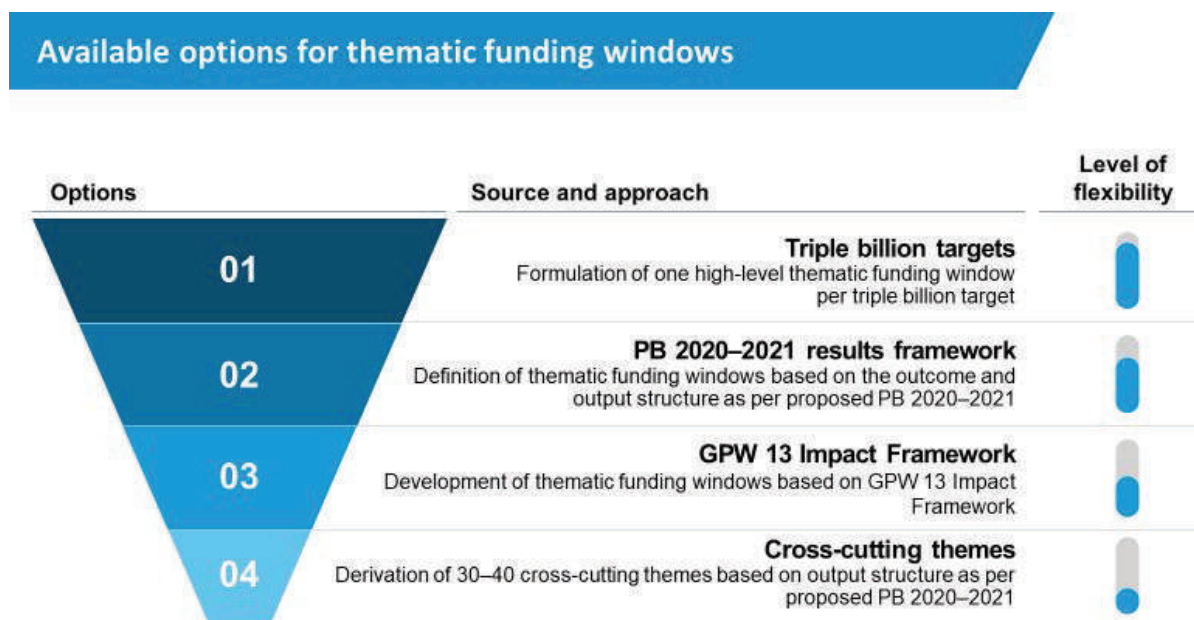 Available options for thematic funding windows
Options
Source and approach
Level of
flexibility
01
Triple billion targets
Formulation of one high-level thematic funding window
per triple billion target
02
PB 2020–2021 results framework
Definition of thematic funding windows based on the outcome and
output structure as per proposed PB 2020–2021
03
GPW 13 Impact Framework
Development of thematic funding windows based on GPW 13 Impact
Framework
04
Cross-cutting themes
Derivation of 30–40 cross-cutting themes based on output structure as per
proposed PB 2020–2021